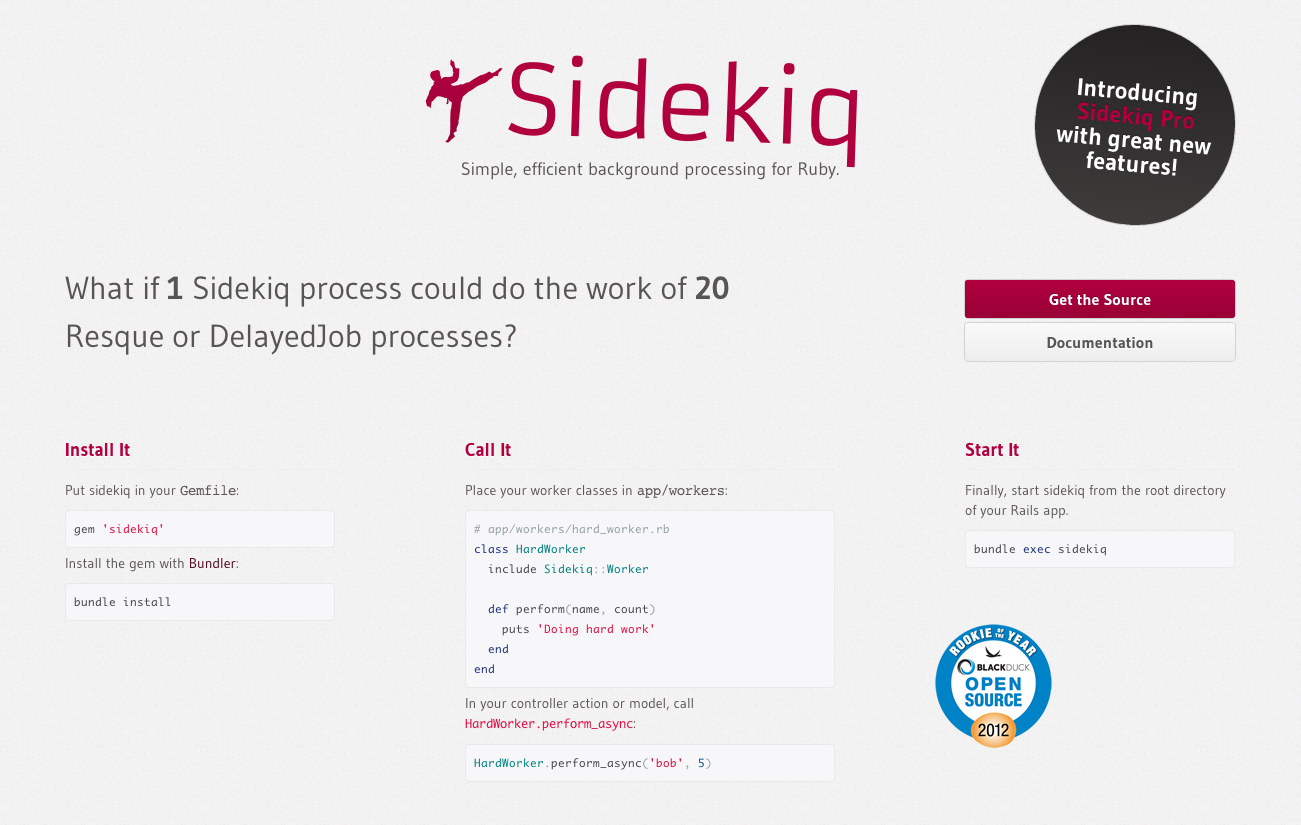 Sidekiq
Simple, efficient background processing for Ruby.
Introducing
Sidekiq Pro
with great new
features!
What if 1 Sidekiq process could do the work of 20
Resque or DelayedJob processes?
Get the Source
Documentation
Install It
Put sidekiq in your Gemfile:
gem 'sidekiq'
Install the gem with Bundler:
bundle install
Call It
Place your worker classes in app/workers:
# app/workers/hard_worker.rb
class HardWorker
  include Sidekiq::Worker
  def perform(name, count)
    puts 'Doing hard work'
  end
end
In your controller action or model, call
HardWorker.perform_async:
HardWorker.perform_async('bob', 5)
Start It
Finally, start sidekiq from the root directory
of your Rails app.
bundle exec sidekiq
ROOKIE OF THE YEAR
BLACKDUCK
OPEN
SOURCE
2012